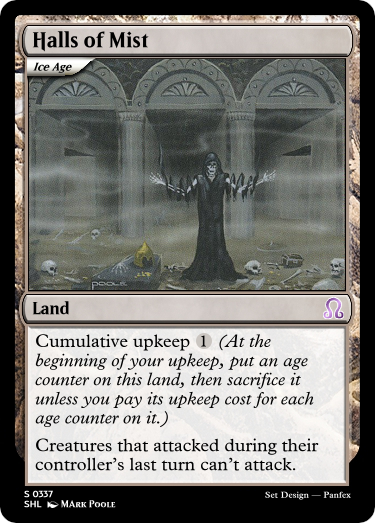 Halls of Mist
Ice Age
POOLE
Land
Cumulative upkeep 1 (At the
beginning of your upkeep, put an age
counter on this land, then sacrifice it
unless you pay its upkeep cost for each
age counter on it.)
Creatures that attacked during their
controller's last turn can't attack.
S 0337
SHL MArk Poole
Set Design — Panfex